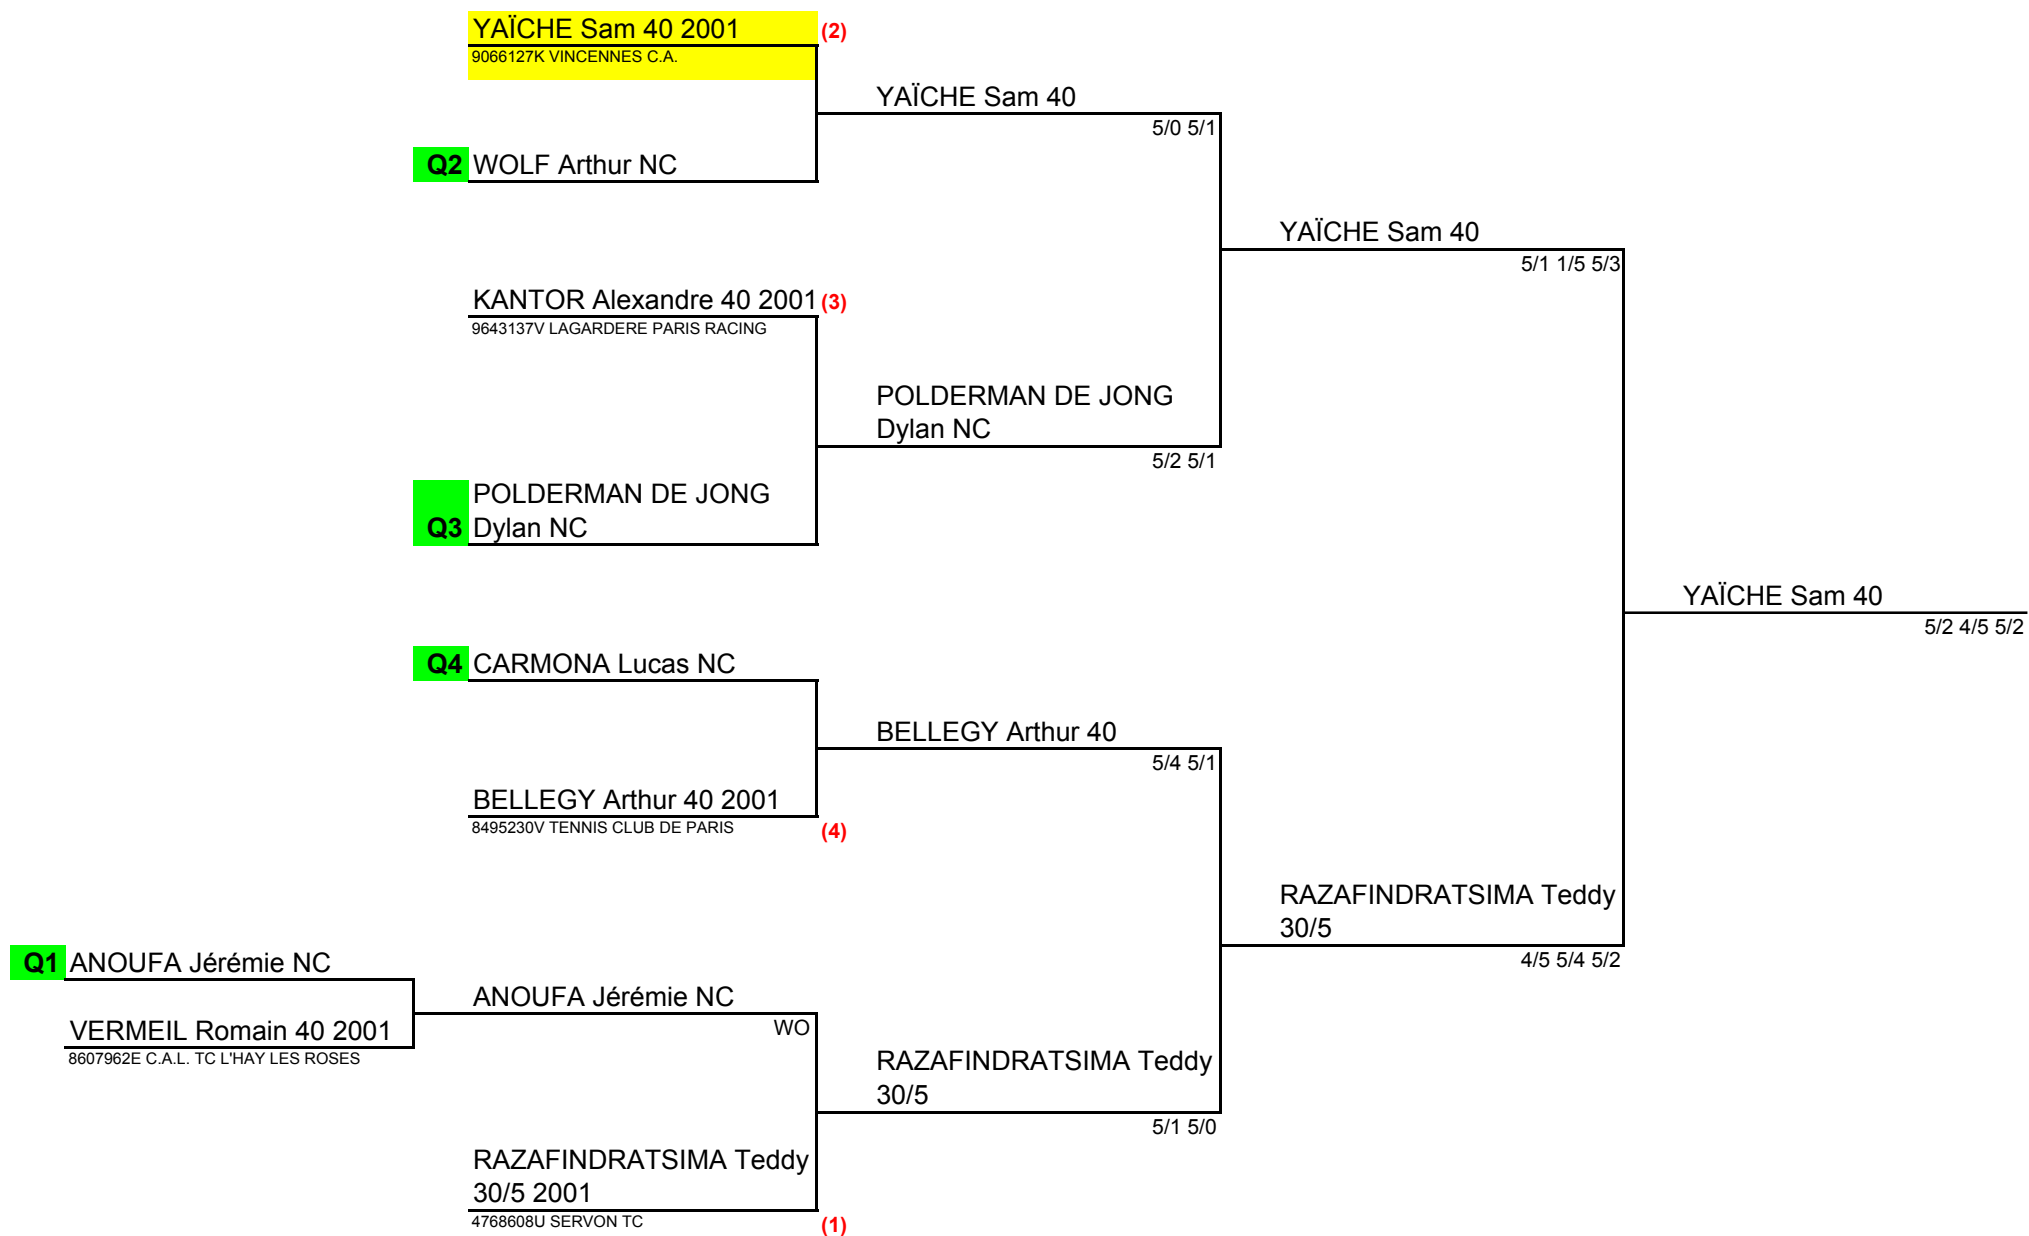 YAÏCHE Sam 40 2001 (2)
9066127K VINCENNES C.A.
YAÏCHE Sam 40
5/0 5/1
Q2 WOLF Arthur NC
YAÏCHE Sam 40
5/1 1/5 5/3
KANTOR Alexandre 40 2001 (3)
9643137V LAGARDERE PARIS RACING
POLDERMAN DE JONG
Dylan NC
5/2 5/1
POLDERMAN DE JONG
Q3 Dylan NC
YAÏCHE Sam 40
5/2 4/5 5/2
Q4 CARMONA Lucas NC
BELLEGY Arthur 40
5/4 5/1
BELLEGY Arthur 40 2001
8495230V TENNIS CLUB DE PARIS (4)
RAZAFINDRATSIMA Teddy
30/5
4/5 5/4 5/2
Q1 ANOUFA Jérémie NC
ANOUFA Jérémie NC
WO
VERMEIL Romain 40 2001
8607962E C.A.L. TC L'HAY LES ROSES
RAZAFINDRATSIMA Teddy
30/5
5/1 5/0
RAZAFINDRATSIMA Teddy
30/5 2001
4768608U SERVON TC (1)